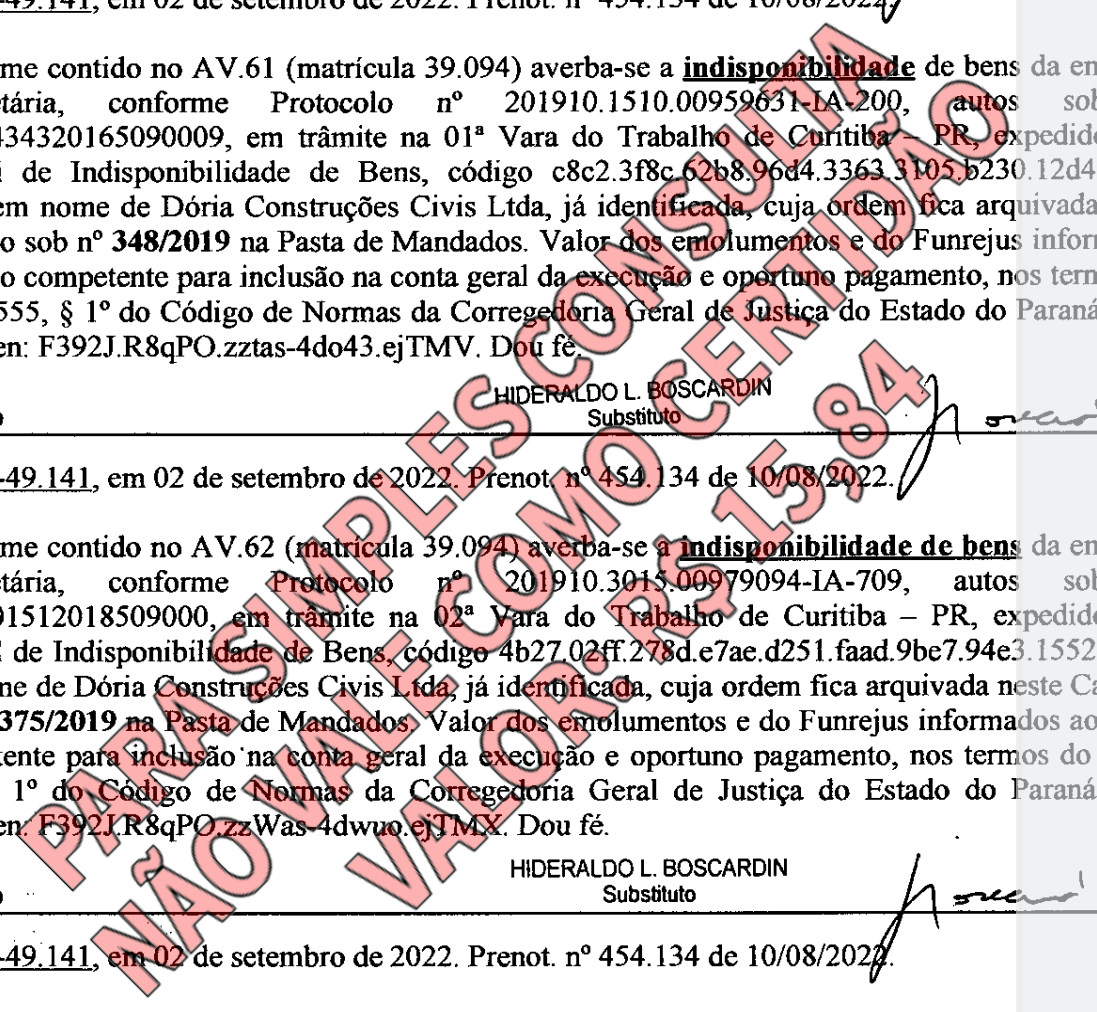 -49.141, em 02 de setembro de 2022. Prenot. nº 454.134 de 10/08/2022.
me contido no AV.61 (matrícula 39.094) averba-se a indisponibilidade de bens da en
tária, conforme Protocolo nº 201910.1510.00959631-IA-200, autos sob
434320165090009, em trâmite na 01ª Vara do Trabalho de Curitiba – PR, expedido
de Indisponibilidade de Bens, código c8c2.3f8c.62b8.96d4.3363.3105.b230.12d4
em nome de Dória Construções Civis Ltda, já identificada, cuja ordem fica arquivada
o sob nº 348/2019 na Pasta de Mandados. Valor dos emolumentos e do Funrejus inform
o competente para inclusão na conta geral da execução e oportuno pagamento, nos term
555, § 1º do Código de Normas da Corregedoria Geral de Justiça do Estado do Paraná
en: F392J.R8qPO.zztas-4do43.ejTMV. Dou fé.
HIDERALDO L. BOSCARDIN
Substituto
-49.141, em 02 de setembro de 2022. Prenot. nº 454.134 de 10/08/2022.
me contido no AV.62 (matrícula 39.094) averba-se a indisponibilidade de bens da en
tária, conforme Protocolo nº 201910.3015.00979094-IA-709, autos sob
01512018509000, em trâmite na 02ª Vara do Trabalho de Curitiba – PR, expedido
de Indisponibilidade de Bens, código 4b27.02ff.278d.e7ae.d251.faad.9be7.94e3.1552
ne de Dória Construções Civis Ltda, já identificada, cuja ordem fica arquivada neste Ca
375/2019 na Pasta de Mandados. Valor dos emolumentos e do Funrejus informados ao
tente para inclusão na conta geral da execução e oportuno pagamento, nos termos do
1º do Código de Normas da Corregedoria Geral de Justiça do Estado do Paraná
en: F392J.R8qPO.zzWas-4dwuo.ejTMX. Dou fé.
HIDERALDO L. BOSCARDIN
Substituto
-49.141, em 02 de setembro de 2022. Prenot. nº 454.134 de 10/08/2022.
PARA SIMPLES CONSULTA
NÃO VALE COMO CERTIDÃO
VALOR: R$ 15,84